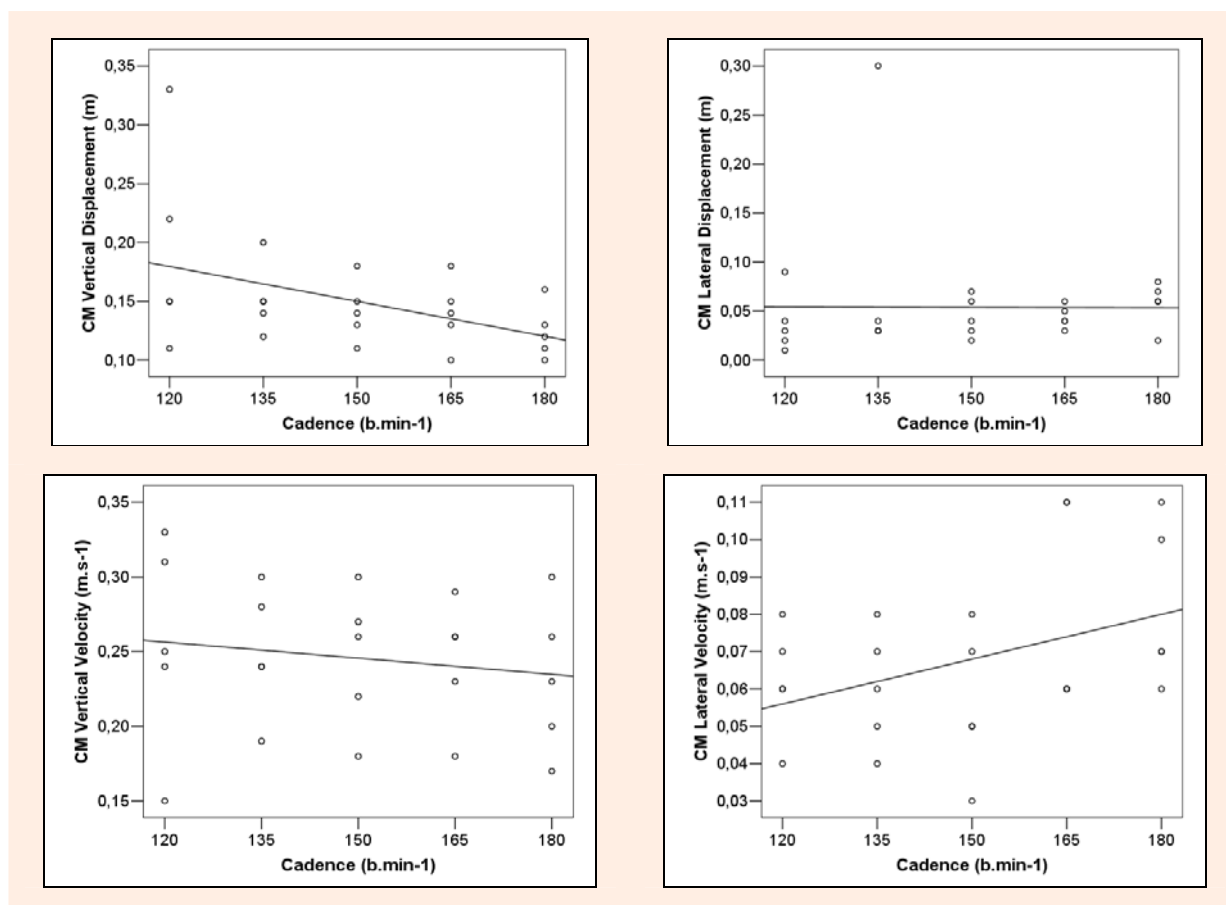 CM Vertical Displacement (m)
0,35
0,30
0,25
0,20
0,15
0,10
120 135 150 165 180
Cadence (b.min-1)
CM Lateral Displacement (m)
0,30
0,25
0,20
0,15
0,10
0,05
0,00
120 135 150 165 180
Cadence (b.min-1)
CM Vertical Velocity (m.s-1)
0,35
0,30
0,25
0,20
0,15
120 135 150 165 180
Cadence (b.min-1)
CM Lateral Velocity (m.s-1)
0,11
0,10
0,09
0,08
0,07
0,06
0,05
0,04
0,03
120 135 150 165 180
Cadence (b.min-1)